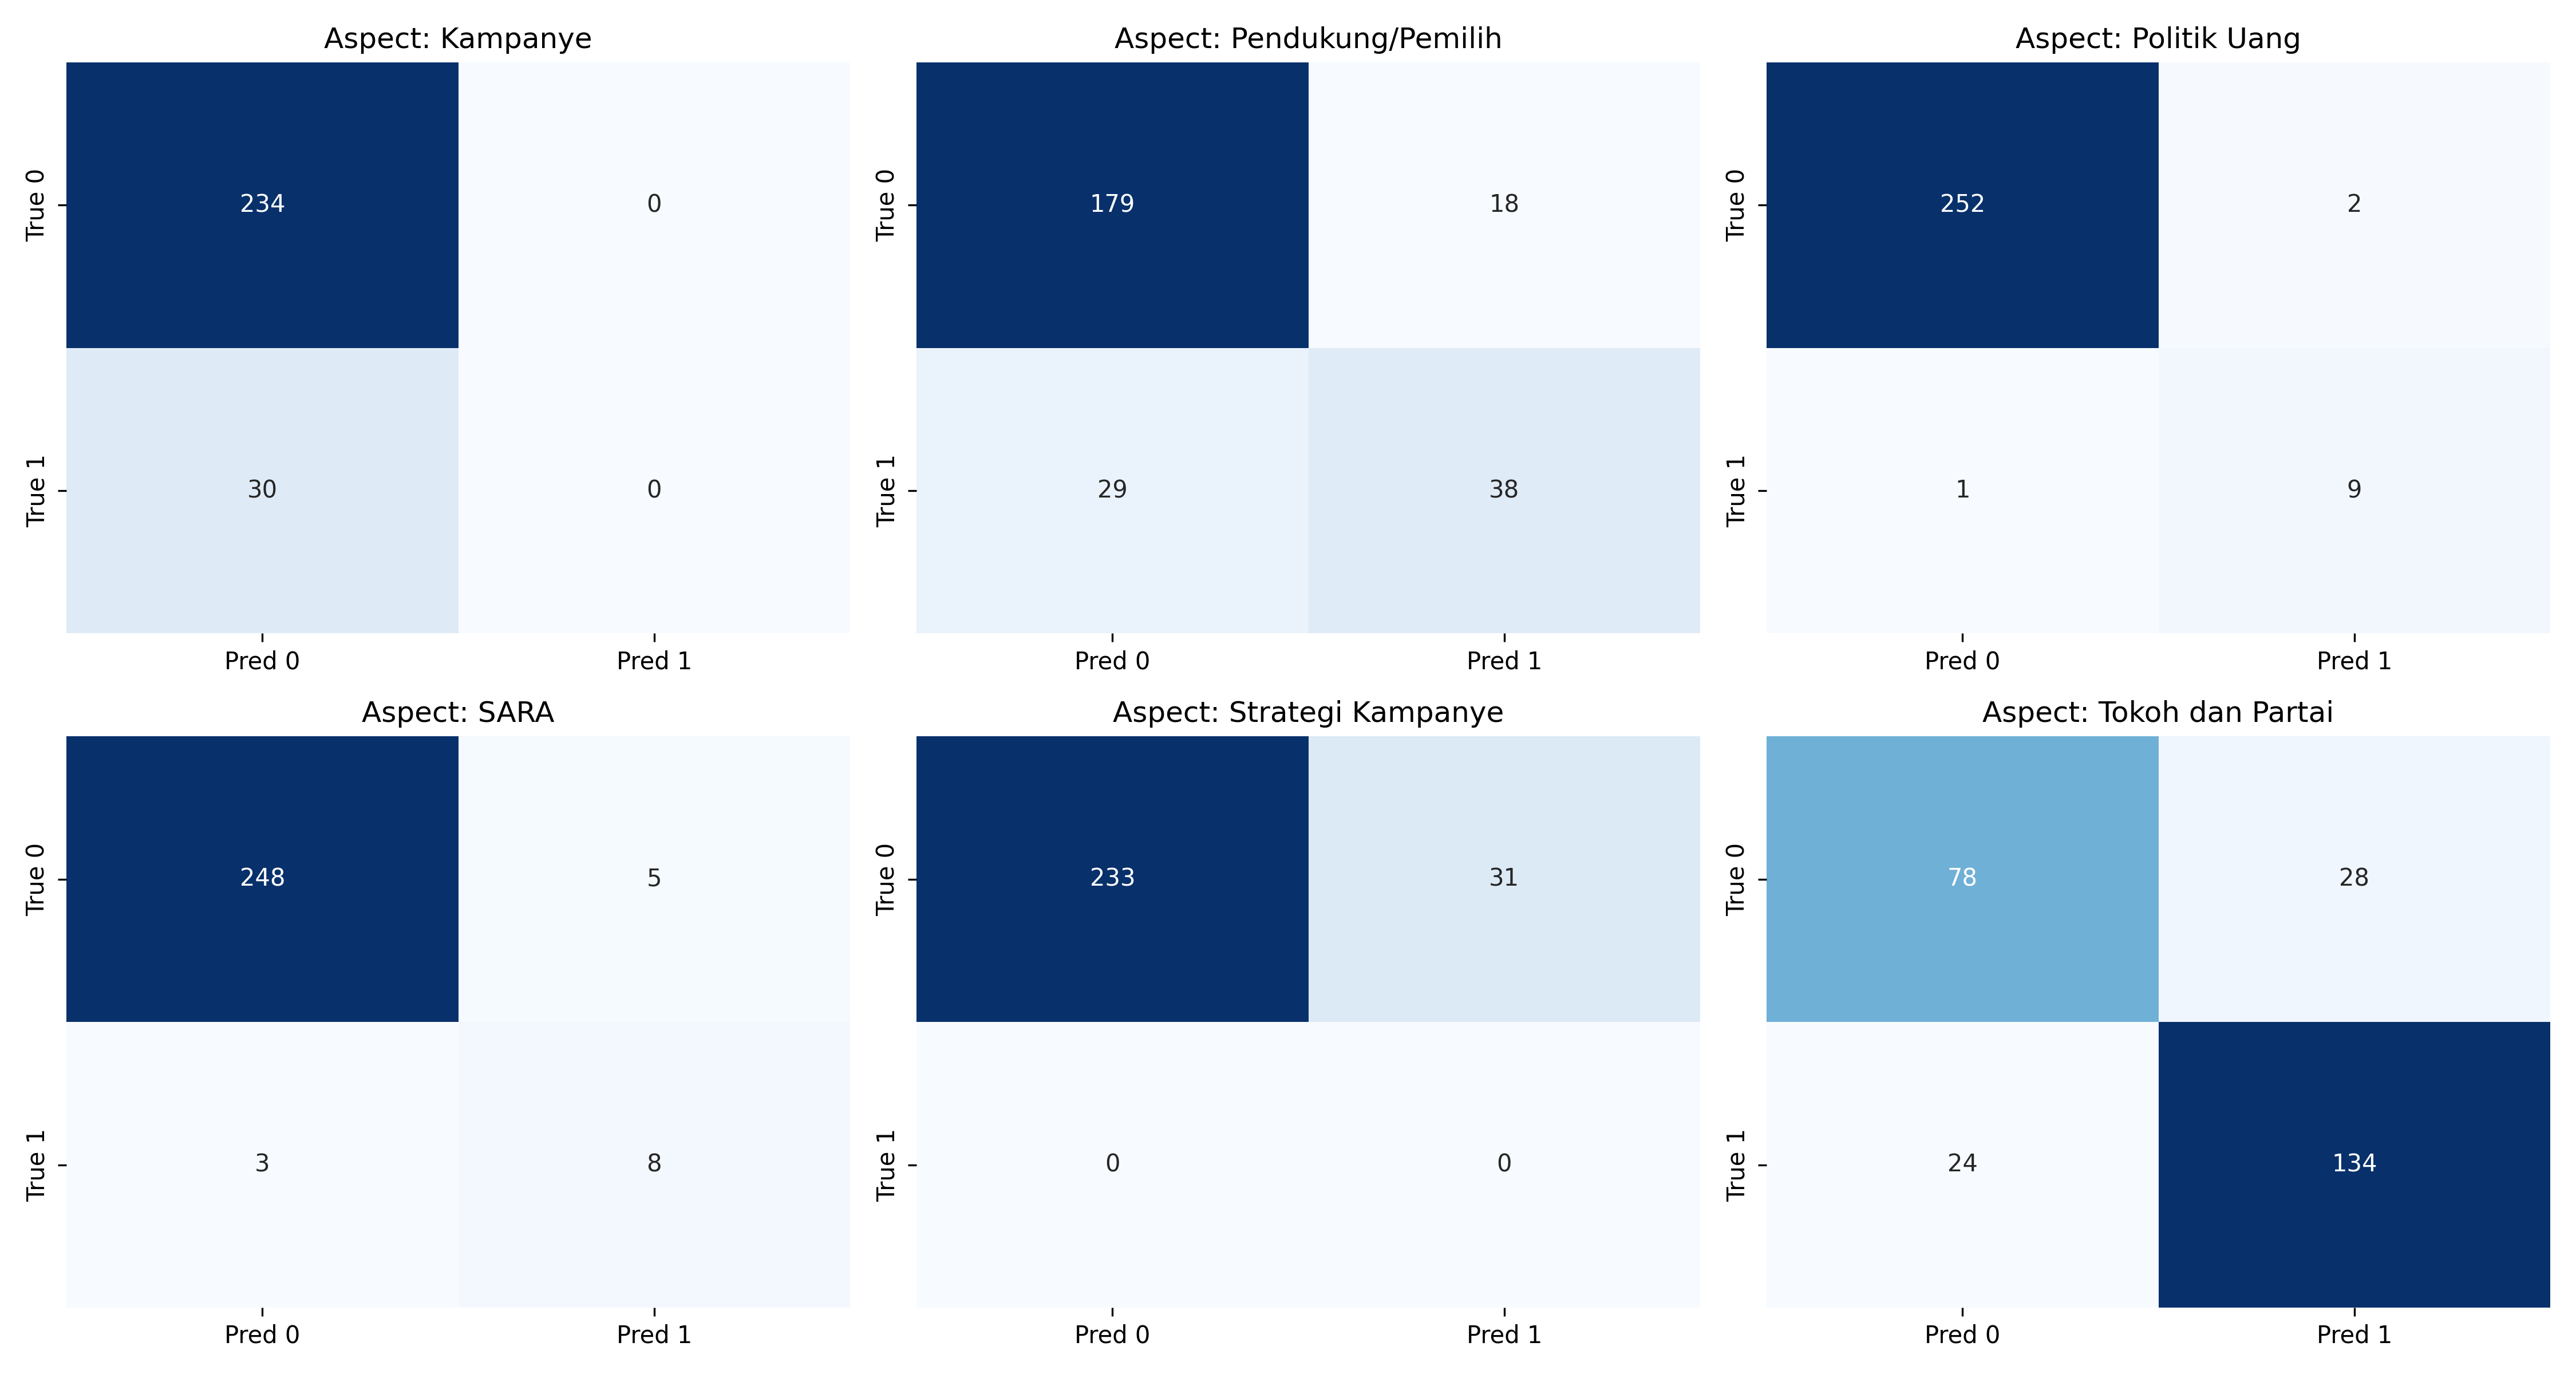 Aspect: Kampanye
True 0
234
0
True 1
30
0
Pred 0
Pred 1
Aspect: Pendukung/Pemilih
True 0
179
18
True 1
29
38
Pred 0
Pred 1
Aspect: Politik Uang
True 0
252
2
True 1
1
9
Pred 0
Pred 1
Aspect: SARA
True 0
248
5
True 1
3
8
Pred 0
Pred 1
Aspect: Strategi Kampanye
True 0
233
31
True 1
0
0
Pred 0
Pred 1
Aspect: Tokoh dan Partai
True 0
78
28
True 1
24
134
Pred 0
Pred 1